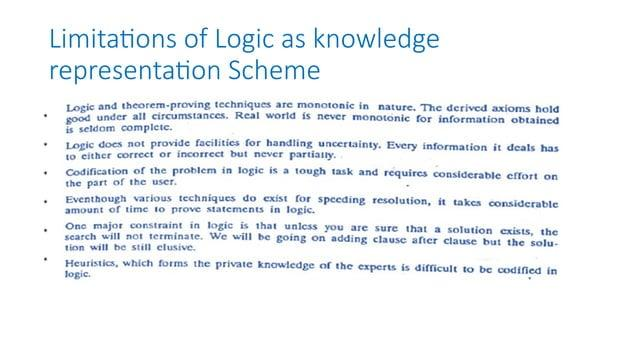 Limitations of Logic as knowledge
representation Scheme
• Logic and theorem-proving techniques are monotonic in nature. The derived axioms hold
good under all circumstances. Real world is never monotonic for information obtained
is seldom complete.
• Logic does not provide facilities for handling uncertainty. Every information it deals has
to either correct or incorrect but never partially.
• Codification of the problem in logic is a tough task and requires considerable effort on
the part of the user.
• Eventhough various techniques do exist for speeding resolution, it takes considerable
amount of time to prove statements in logic.
• One major constraint in logic is that unless you are sure that a solution exists, the
search will not terminate. We will be going on adding clause after clause but the solu-
tion will be still elusive.
• Heuristics, which forms the private knowledge of the experts is difficult to be codified in
logic.